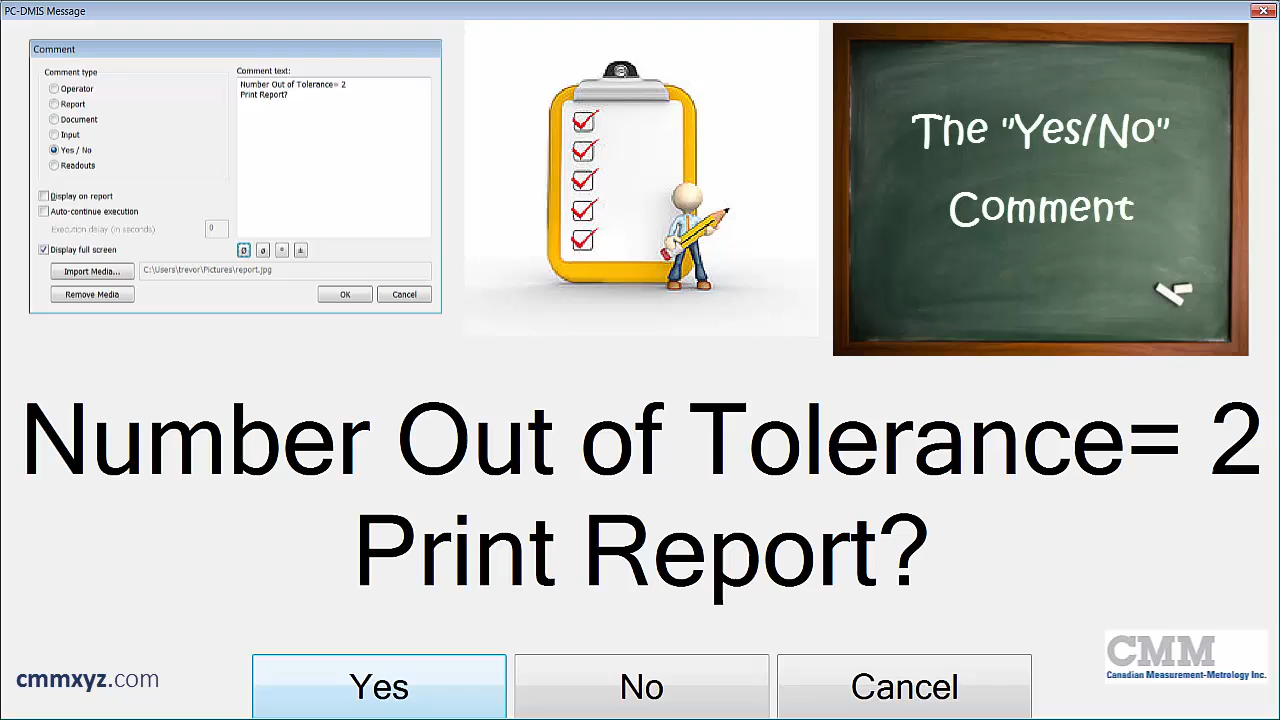 PC-DMIS Message
Comment
Comment type
Operator
Report
Document
Input
Yes / No
Readouts
Display on report
Auto-continue execution
Execution delay (in seconds)
0
Display full screen
Import Media...
C:\Users\trevor\Pictures\report.jpg
Remove Media
OK
Cancel
Comment text:
Number Out of Tolerance= 2
Print Report?
Ø
ø
°
±
The "Yes/No"
Comment
Number Out of Tolerance= 2
Print Report?
cmmxyz.com
Yes
No
Cancel
CMM
Canadian Measurement-Metrology Inc.